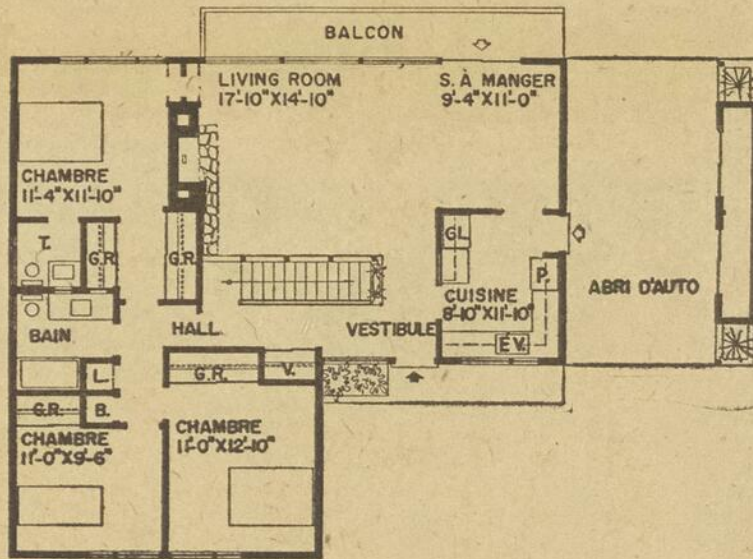 BALCON
LIVING ROOM
17'-10"X14'-10"
S. À MANGER
9'-4"X11'-0"
CHAMBRE
11'-4"X11'-10"
T.
G.R.
G.R.
GL.
P.
ABRI D'AUTO
CUISINE
8'-10"X11'-10"
ÉV.
BAIN
HALL
VESTIBULE
L.
G.R.
V.
G.R.
B.
CHAMBRE
11'-0"X9'-6"
CHAMBRE
11'-0"X12'-10"